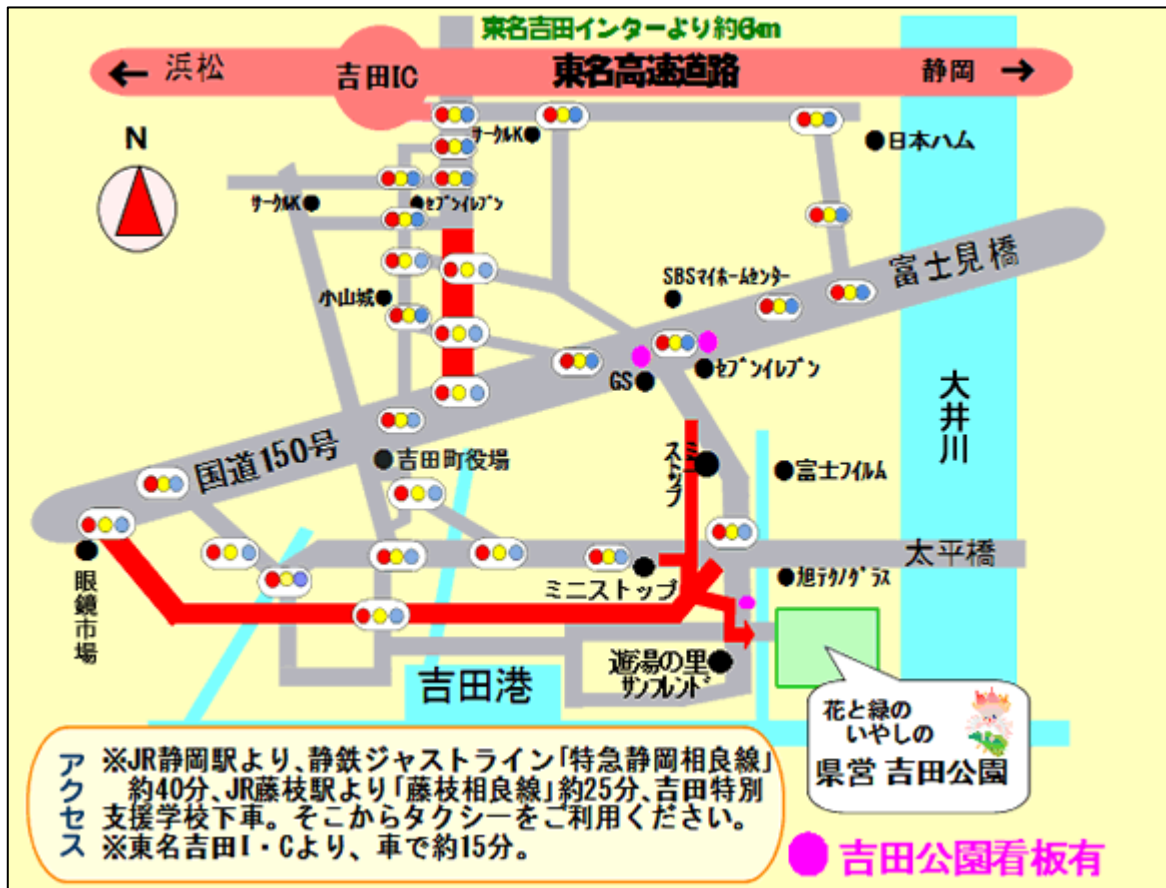 東名吉田インターより約6km
← 浜松
吉田IC
東名高速道路
静岡 →
N
サークルK
日本ハム
サークルK
セブンイレブン
富士見橋
SBSマイホームセンター
小山城
GS
セブンイレブン
大井川
国道150号
吉田町役場
ミニストップ
富士フイルム
太平橋
眼鏡市場
ミニストップ
旭テクノグラス
遊湯の里
サンフレンド
吉田港
花と緑の
いやしの
県営 吉田公園
アクセス
※JR静岡駅より、静鉄ジャストライン「特急静岡相良線」
約40分、JR藤枝駅より「藤枝相良線」約25分、吉田特別
支援学校下車。そこからタクシーをご利用ください。
※東名吉田I・Cより、車で約15分。
吉田公園看板有